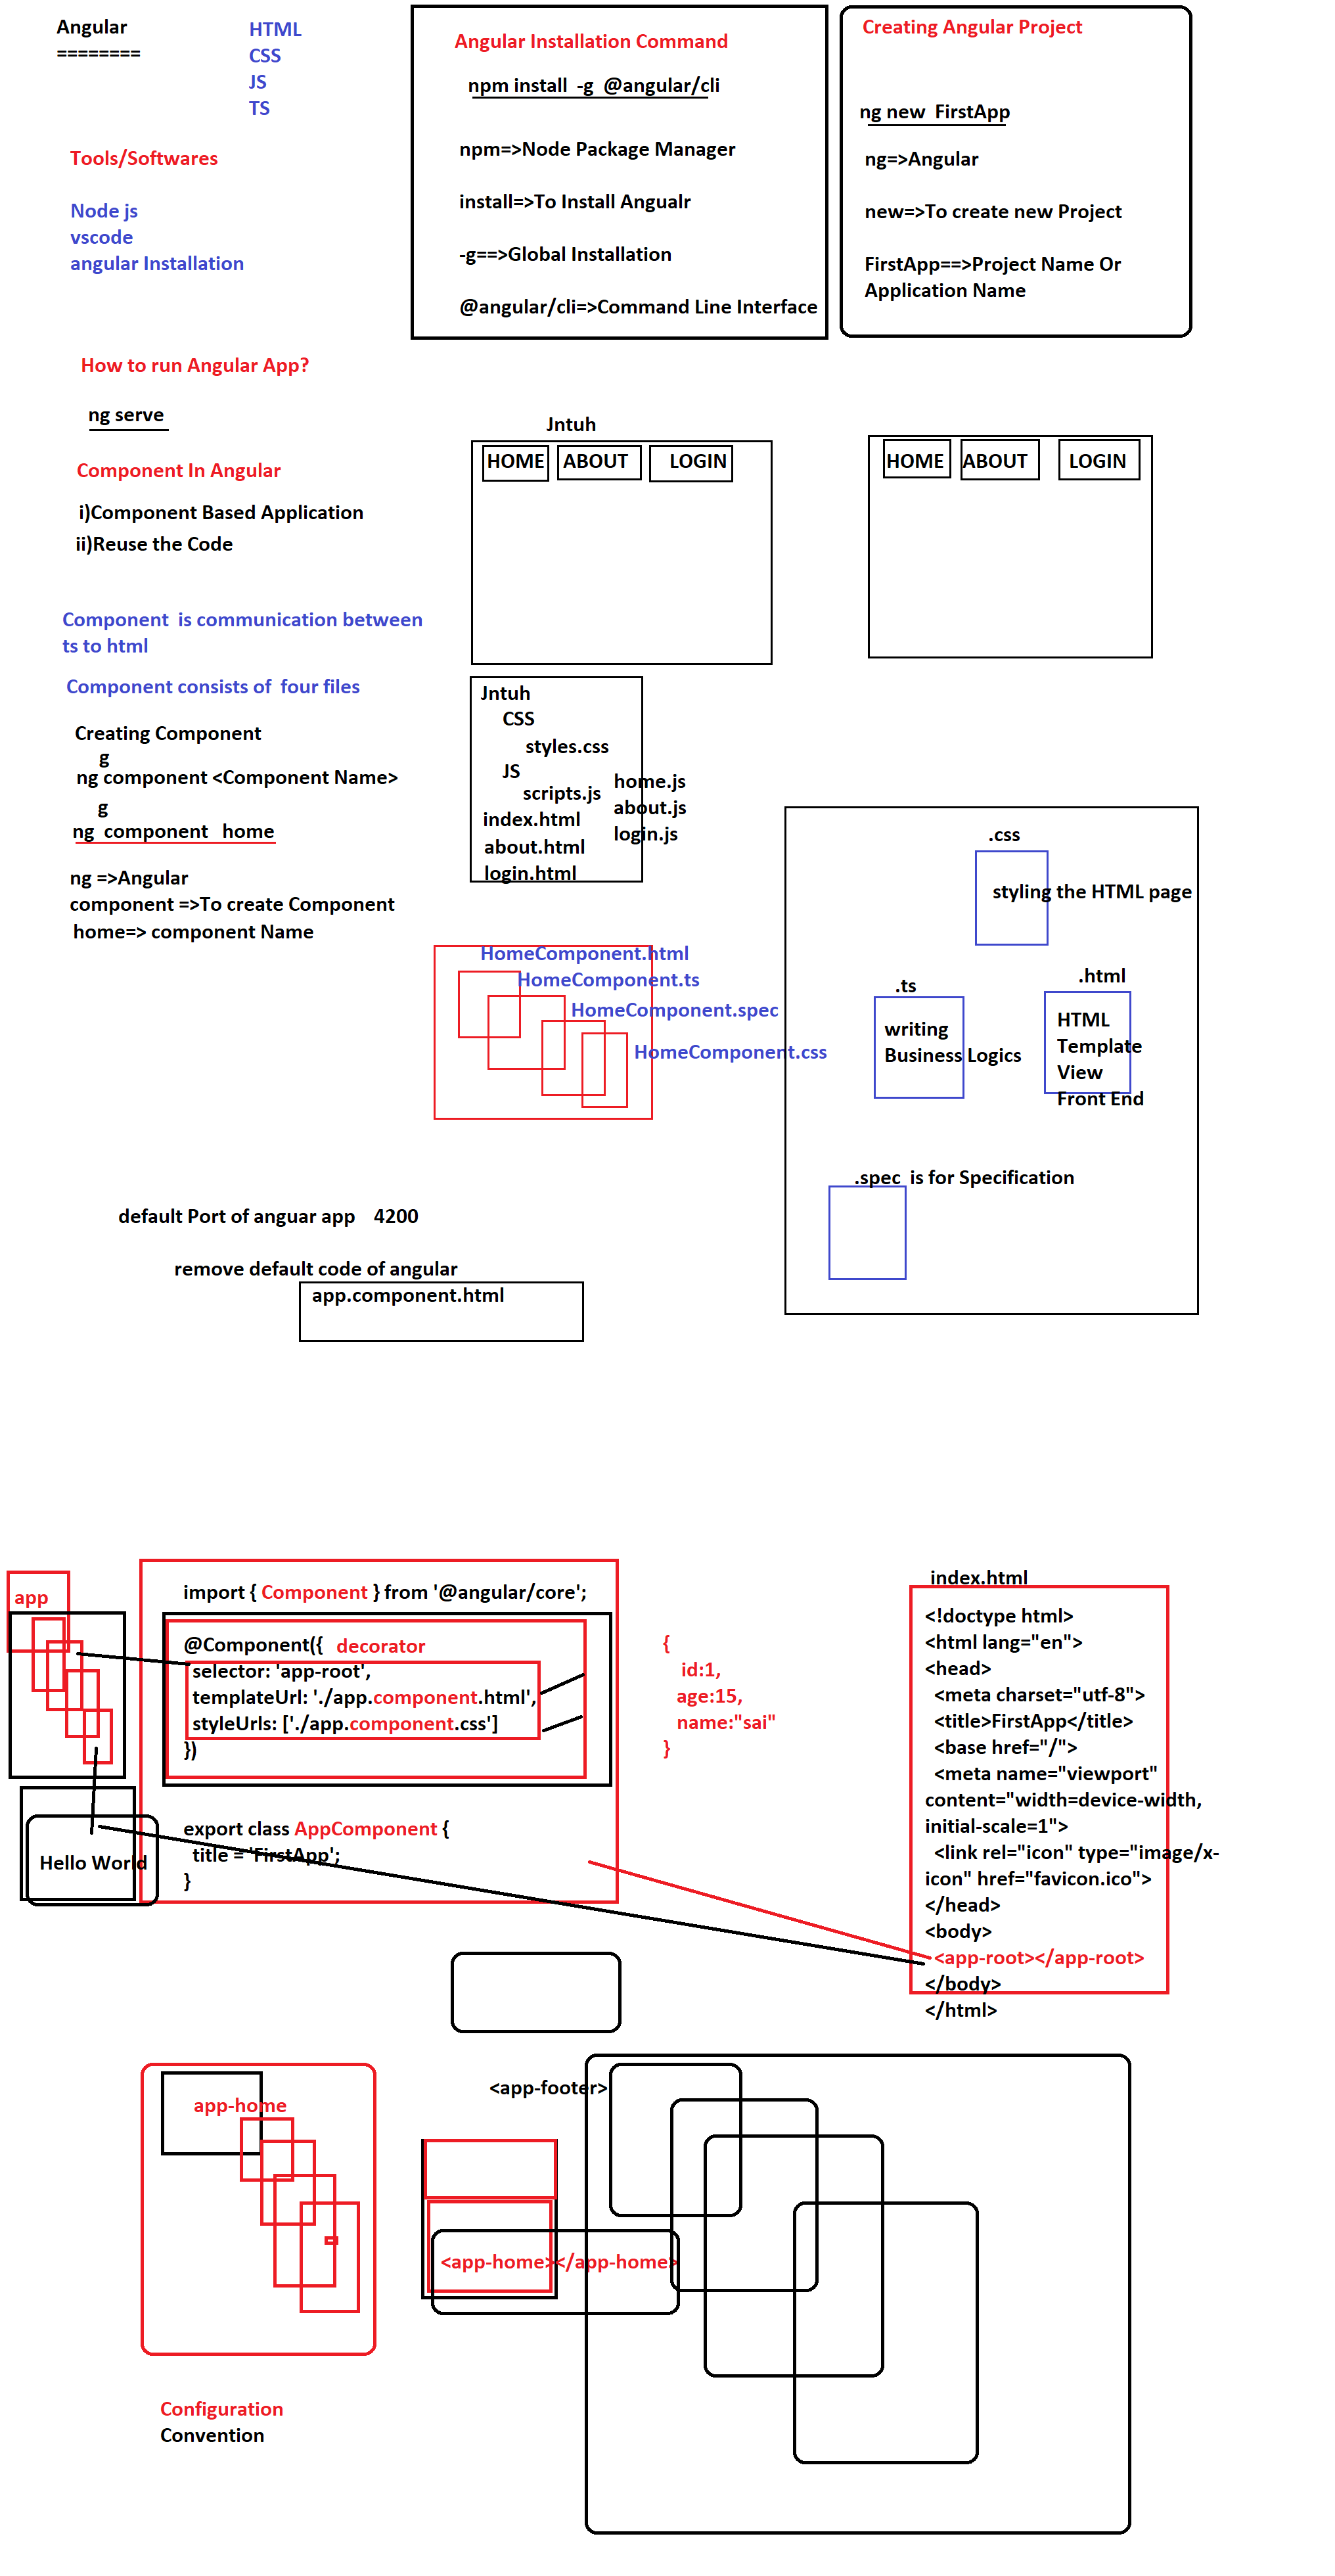 Angular
========
HTML
CSS
JS
TS
Tools/Softwares
Node js
vscode
angular Installation
Angular Installation Command
npm install  -g  @angular/cli
npm=>Node Package Manager
install=>To Install Angualr
-g==>Global Installation
@angular/cli=>Command Line Interface
Creating Angular Project
ng new  FirstApp
ng=>Angular
new=>To create new Project
FirstApp==>Project Name Or
Application Name
How to run Angular App?
ng serve
Component In Angular
i)Component Based Application
ii)Reuse the Code
Jntuh
HOME ABOUT LOGIN
HOME ABOUT LOGIN
Component  is communication between
ts to html
Component consists of  four files
Creating Component
g
ng component <Component Name>
g
ng  component   home
ng =>Angular
component =>To create Component
home=> component Name
Jntuh
CSS
styles.css
JS
scripts.js
index.html
about.html
login.html
home.js
about.js
login.js
HomeComponent.html
HomeComponent.ts
HomeComponent.spec
HomeComponent.css
.css
styling the HTML page
.ts
writing
Business Logics
.html
HTML
Template
View
Front End
.spec  is for Specification
default Port of anguar app    4200
remove default code of angular
app.component.html
app
Hello World
import { Component } from '@angular/core';
@Component({  decorator
selector: 'app-root',
templateUrl: './app.component.html',
styleUrls: ['./app.component.css']
})
export class AppComponent {
title = 'FirstApp';
}
{
id:1,
age:15,
name:"sai"
}
index.html
<!doctype html>
<html lang="en">
<head>
<meta charset="utf-8">
<title>FirstApp</title>
<base href="/">
<meta name="viewport"
content="width=device-width,
initial-scale=1">
<link rel="icon" type="image/x-
icon" href="favicon.ico">
</head>
<body>
<app-root></app-root>
</body>
</html>
app-home
<app-footer>
<app-home></app-home>
Configuration
Convention